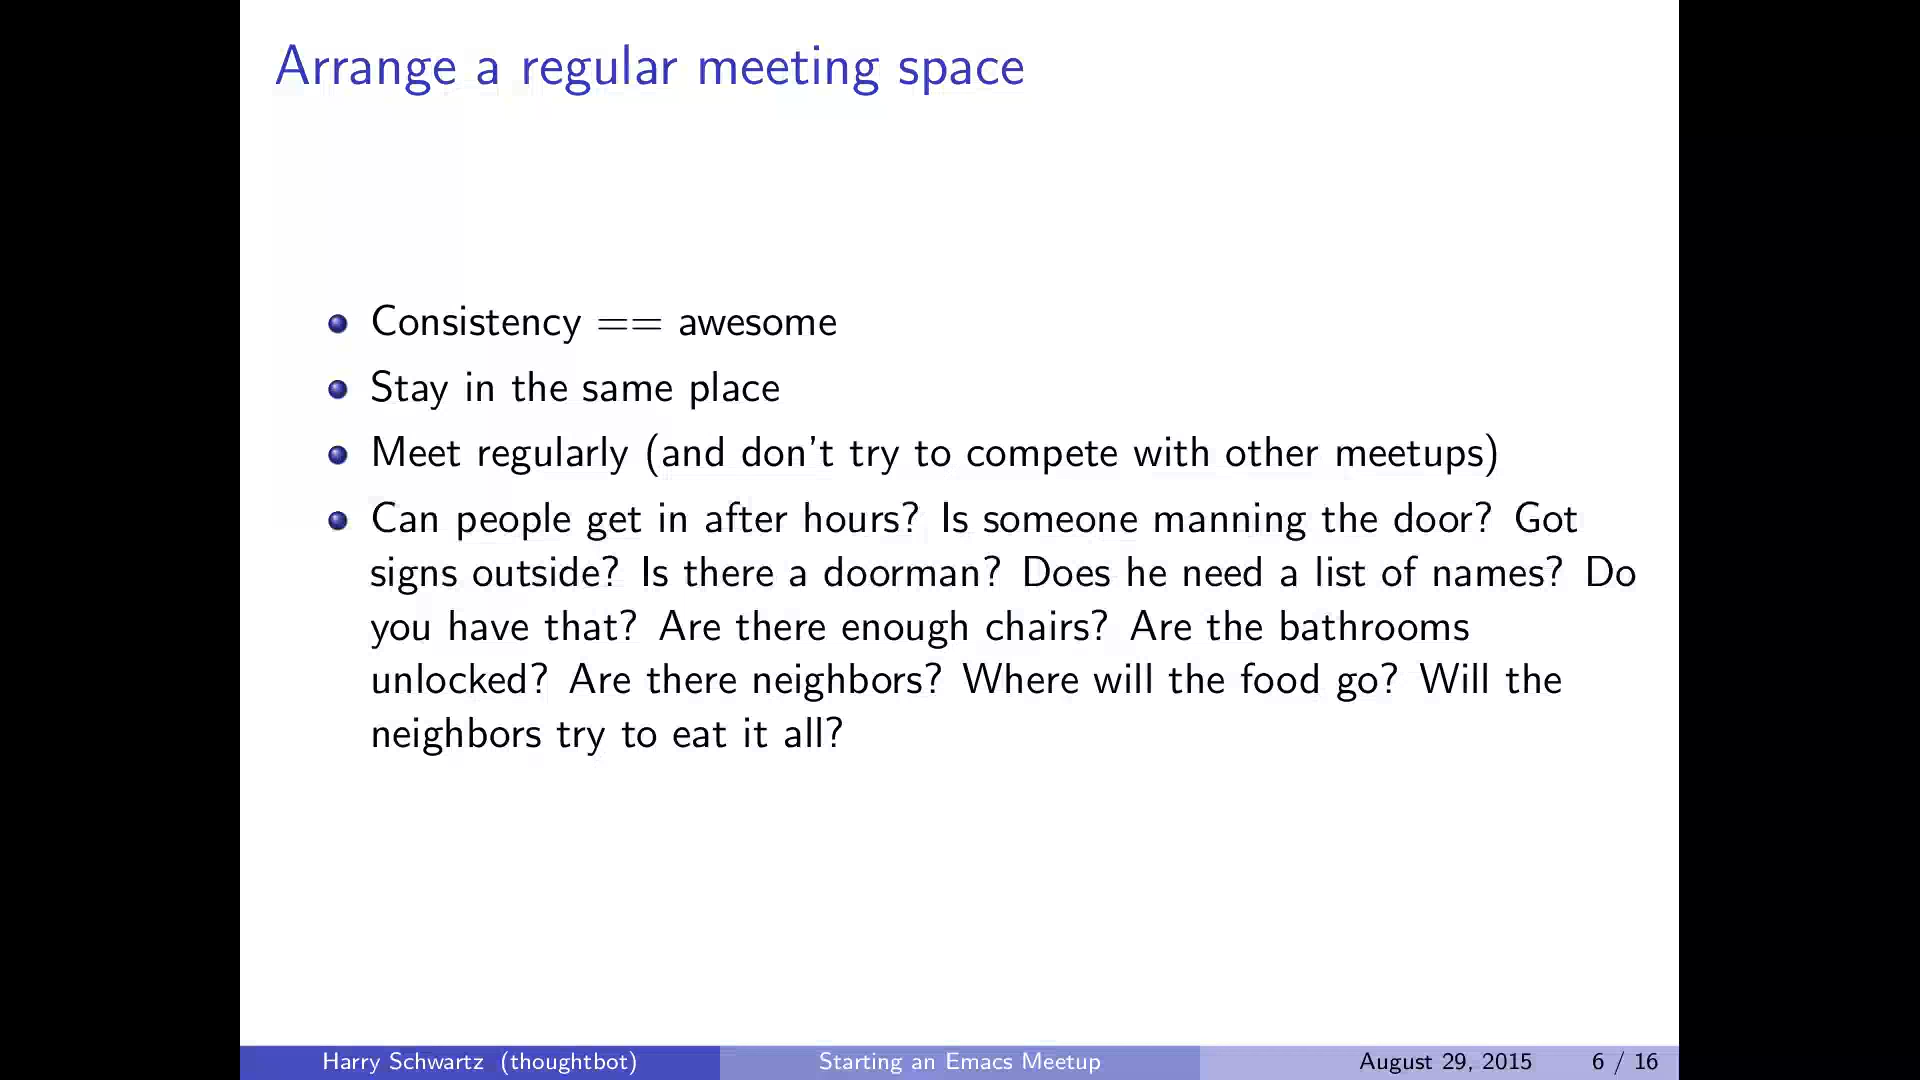 Arrange a regular meeting space
Consistency == awesome
Stay in the same place
Meet regularly (and don't try to compete with other meetups)
Can people get in after hours? Is someone manning the door? Got
signs outside? Is there a doorman? Does he need a list of names? Do
you have that? Are there enough chairs? Are the bathrooms
unlocked? Are there neighbors? Where will the food go? Will the
neighbors try to eat it all?
Harry Schwartz (thoughtbot) Starting an Emacs Meetup August 29, 2015 6 / 16